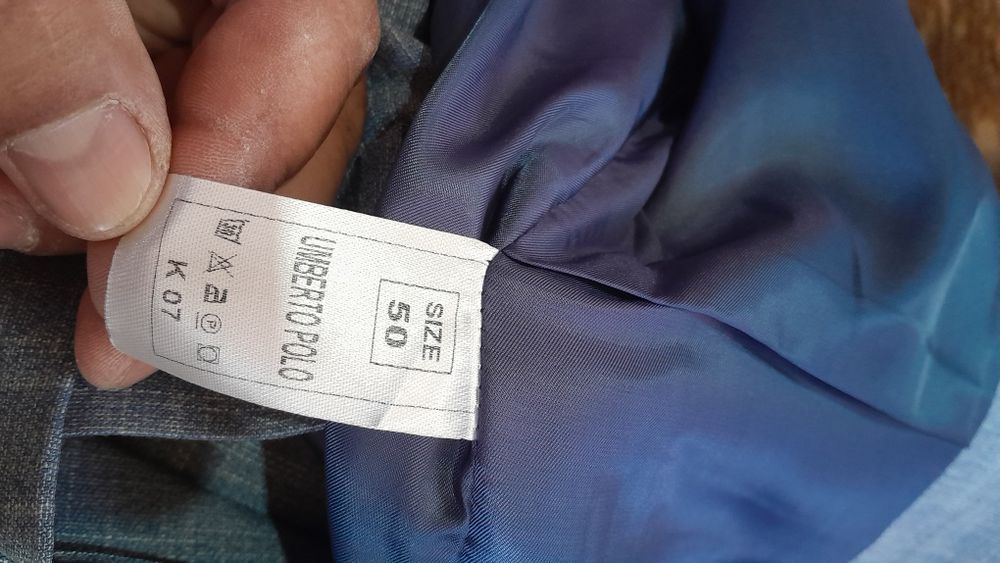 SIZE
50
UMBERTO POLO
P
K 07